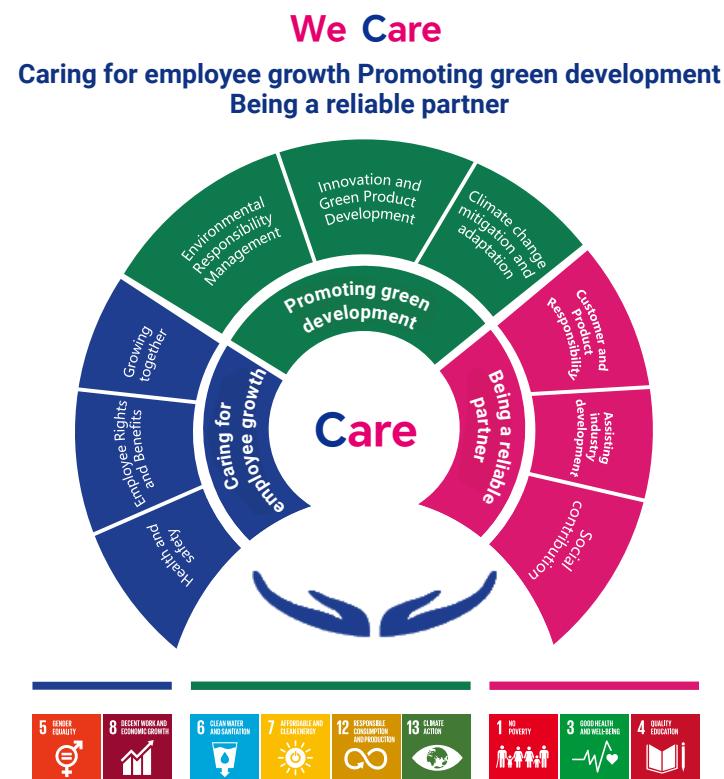 We Care
Caring for employee growth Promoting green development
Being a reliable partner
Environmental
Responsibility
Management
Innovation and
Green Product
Development
Climate change
mitigation and
adaptation
Promoting green
development
Growing
together
Employee Rights
and Benefits
Health and
safety
Caring for
employee growth
Care
Being a reliable
partner
Customer and
Product
Responsibility
Assisting
industry
development
Social
contribution
5 GENDER
EQUALITY
8 DECENT WORK AND
ECONOMIC GROWTH
6 CLEAN WATER
AND SANITATION
7 AFFORDABLE AND
CLEAN ENERGY
12 RESPONSIBLE
CONSUMPTION
AND PRODUCTION
13 CLIMATE
ACTION
1 NO
POVERTY
3 GOOD HEALTH
AND WELL-BEING
4 QUALITY
EDUCATION